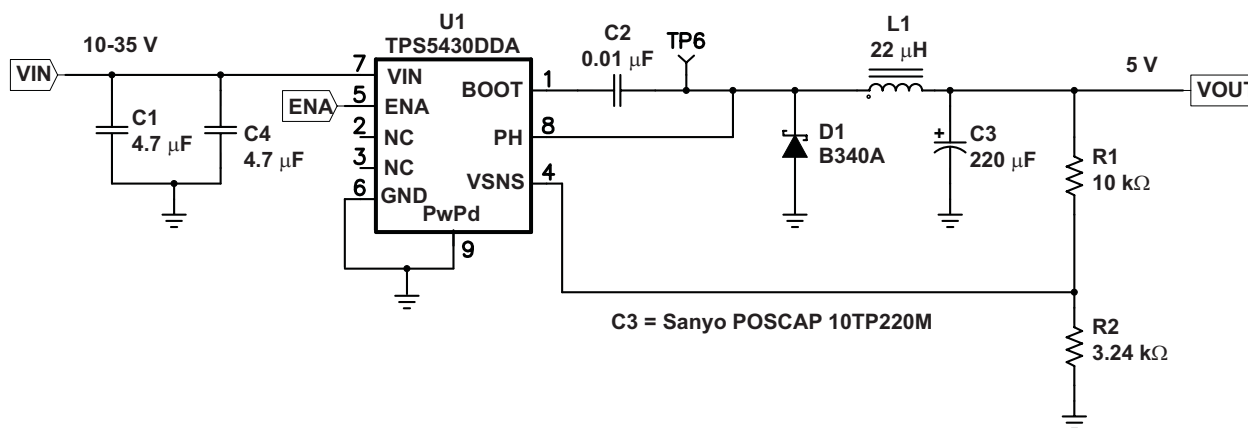 U1
TPS5430DDA
10-35 V
VIN
C1
4.7 μF
C4
4.7 μF
ENA
7
5
2
3
6
VIN
ENA
NC
NC
GND
PwPd
9
BOOT
PH
VSNS
1
8
4
C2
0.01 μF
TP6
L1
22 μH
5 V
VOUT
D1
B340A
+
C3
220 μF
R1
10 kΩ
C3 = Sanyo POSCAP 10TP220M
R2
3.24 kΩ